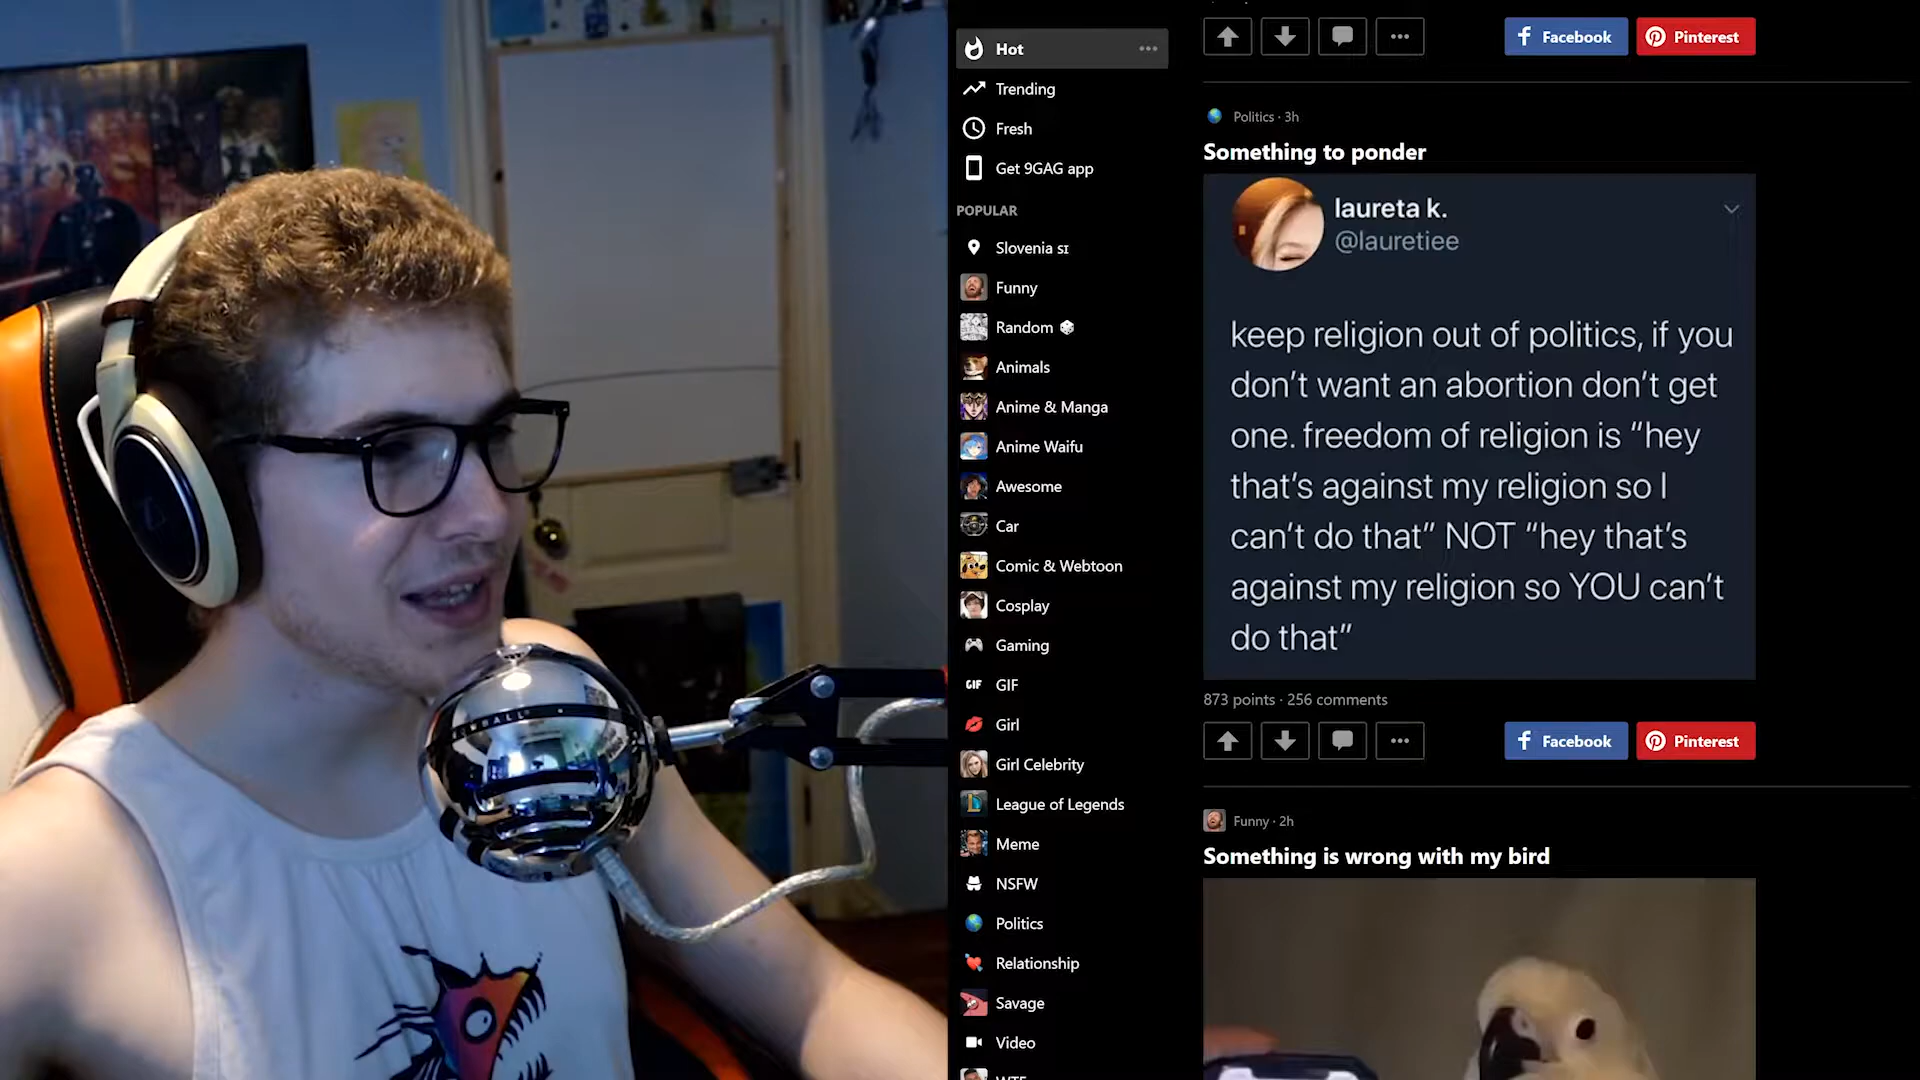 Hot
Trending
Fresh
Get 9GAG app
POPULAR
Slovenia SI
Funny
Random
Animals
Anime & Manga
Anime Waifu
Awesome
Car
Comic & Webtoon
Cosplay
Gaming
GIF GIF
Girl
Girl Celebrity
League of Legends
Meme
NSFW
Politics
Relationship
Savage
Video
Facebook
Pinterest
Politics · 3h
Something to ponder
laureta k.
@lauretiee
keep religion out of politics, if you
don't want an abortion don't get
one. freedom of religion is “hey
that's against my religion so I
can't do that” NOT “hey that's
against my religion so YOU can't
do that”
873 points · 256 comments
Facebook
Pinterest
Funny · 2h
Something is wrong with my bird